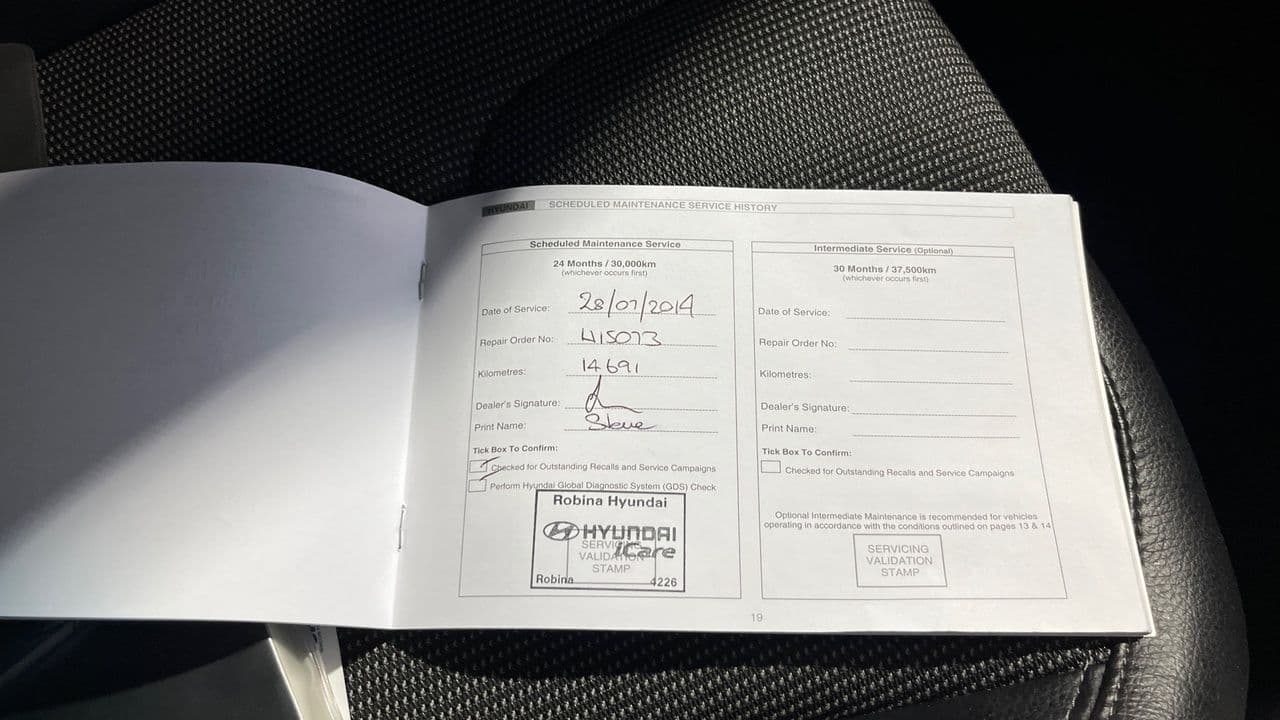 HYUNDAI SCHEDULED MAINTENANCE SERVICE HISTORY
Scheduled Maintenance Service
24 Months / 30,000km
(whichever occurs first)
Date of Service: 28/07/2014
Repair Order No: 415073
Kilometres: 14691
Dealer's Signature:
Print Name: Steve
Tick Box To Confirm:
Checked for Outstanding Recalls and Service Campaigns
Perform Hyundai Global Diagnostic System (GDS) Check
Robina Hyundai
HYUNDAI
iCare
SERVICING
VALIDATION
STAMP
Robina 4226
Intermediate Service (Optional)
30 Months / 37,500km
(whichever occurs first)
Date of Service:
Repair Order No:
Kilometres:
Dealer's Signature:
Print Name:
Tick Box To Confirm:
Checked for Outstanding Recalls and Service Campaigns
Optional Intermediate Maintenance is recommended for vehicles
operating in accordance with the conditions outlined on pages 13 & 14
SERVICING
VALIDATION
STAMP
19